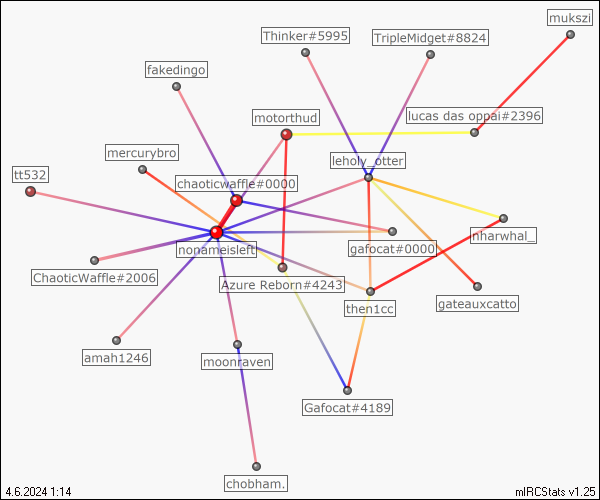 mukszi
Thinker#5995
TripleMidget#8824
fakedingo
motorthud
lucas das oppai#2396
mercurybro
leholy_otter
tt532
chaoticwaffle#0000
nharwhal_
nonameisleft
gafocat#0000
ChaoticWaffle#2006
Azure Reborn#4243
then1cc
gateauxcatto
amah1246
moonraven
Gafocat#4189
chobham.
4.6.2024 1:14
mIRCStats v1.25